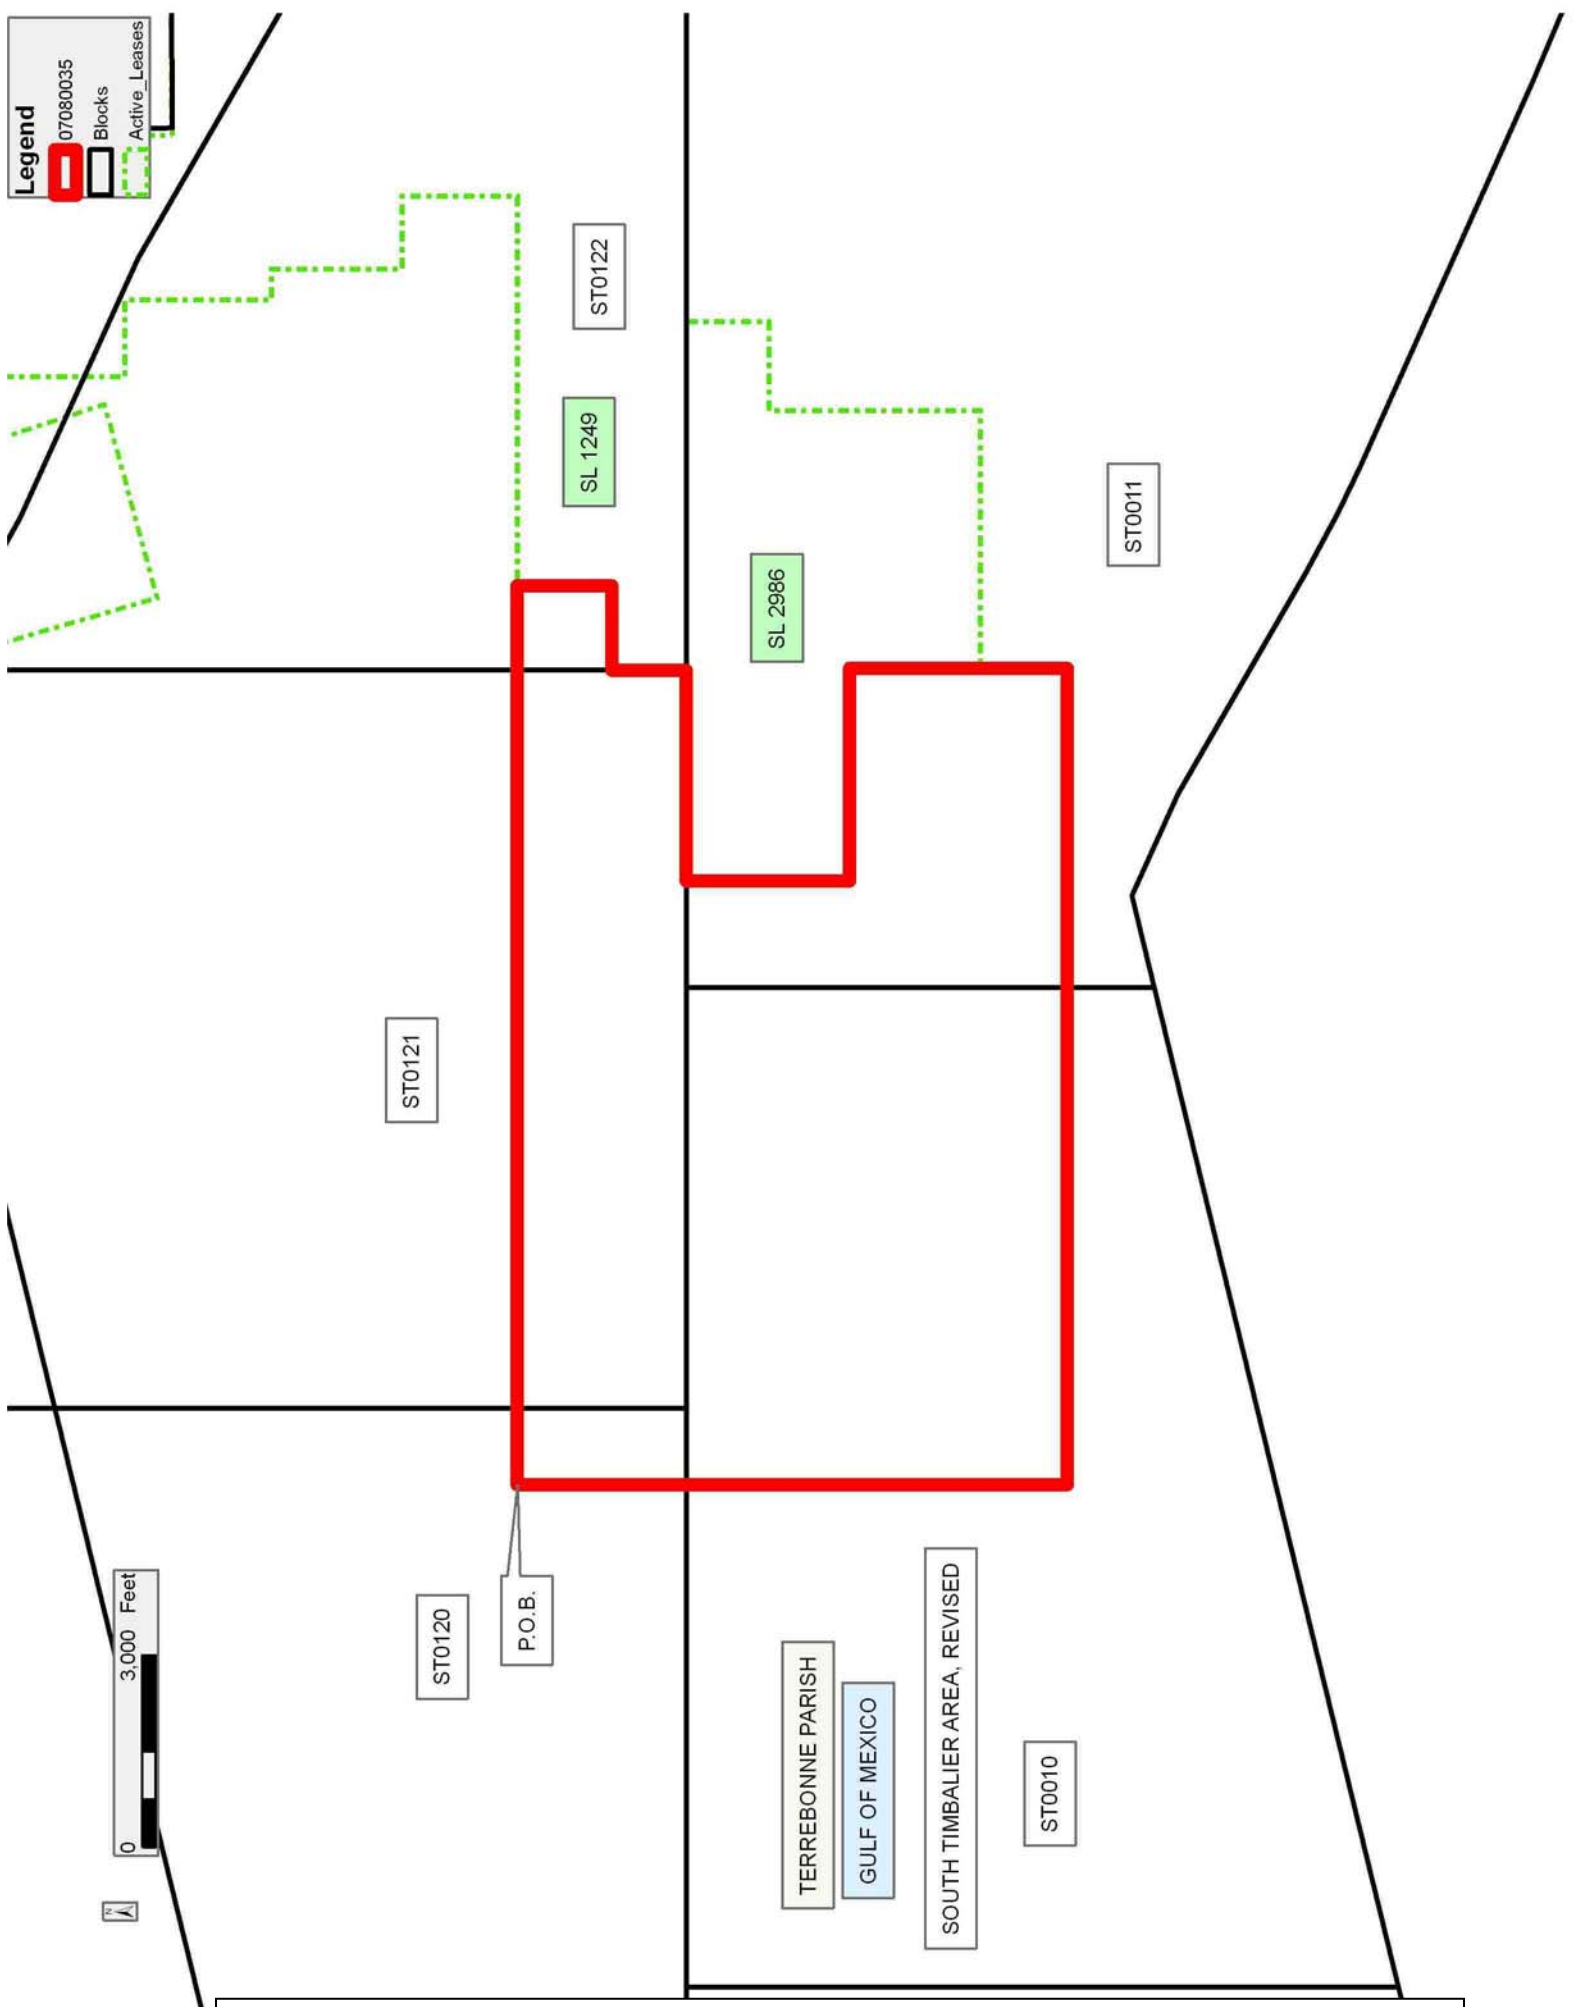 Legend
07080035
Blocks
Active_Leases
ST0122
SL 1249
SL 2986
ST0011
ST0121
ST0120
P.O.B.
0 3,000 Feet
N
TERREBONNE PARISH
GULF OF MEXICO
SOUTH TIMBALIER AREA, REVISED
ST0010